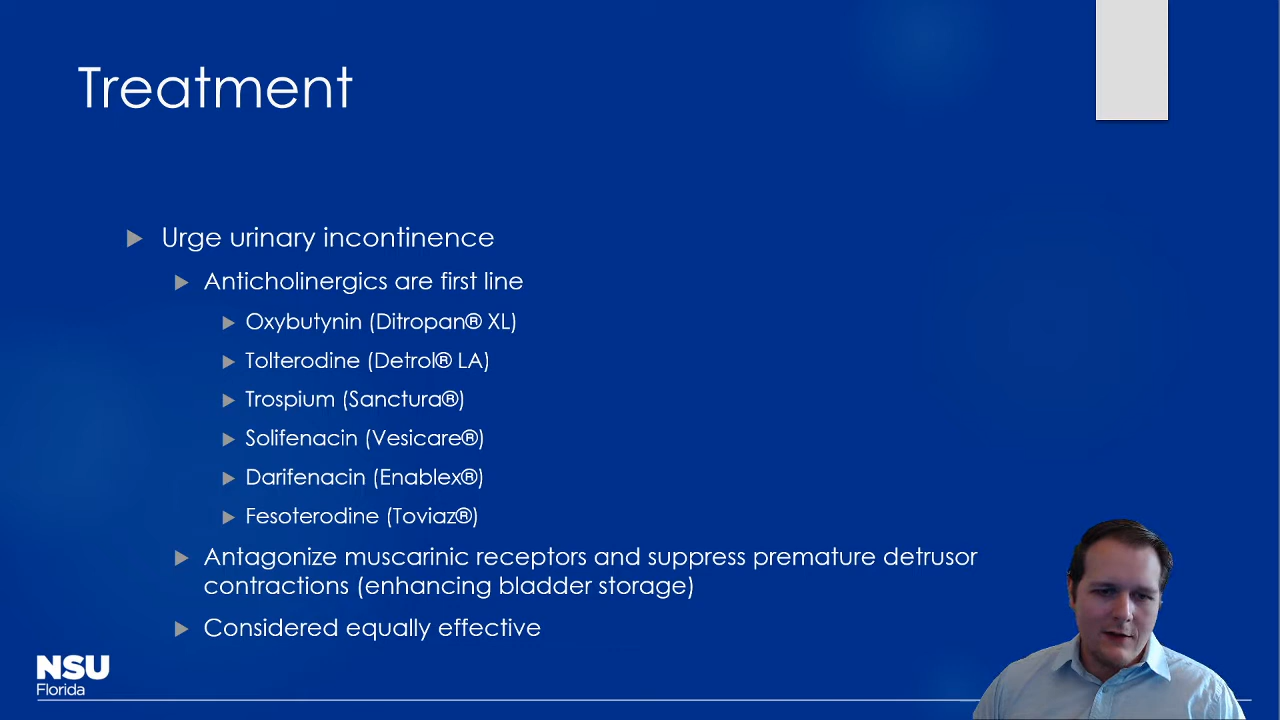 Treatment
Urge urinary incontinence
Anticholinergics are first line
Oxybutynin (Ditropan® XL)
Tolterodine (Detrol® LA)
Trospium (Sanctura®)
Solifenacin (Vesicare®)
Darifenacin (Enablex®)
Fesoterodine (Toviaz®)
Antagonize muscarinic receptors and suppress premature detrusor
contractions (enhancing bladder storage)
Considered equally effective
NSU
Florida